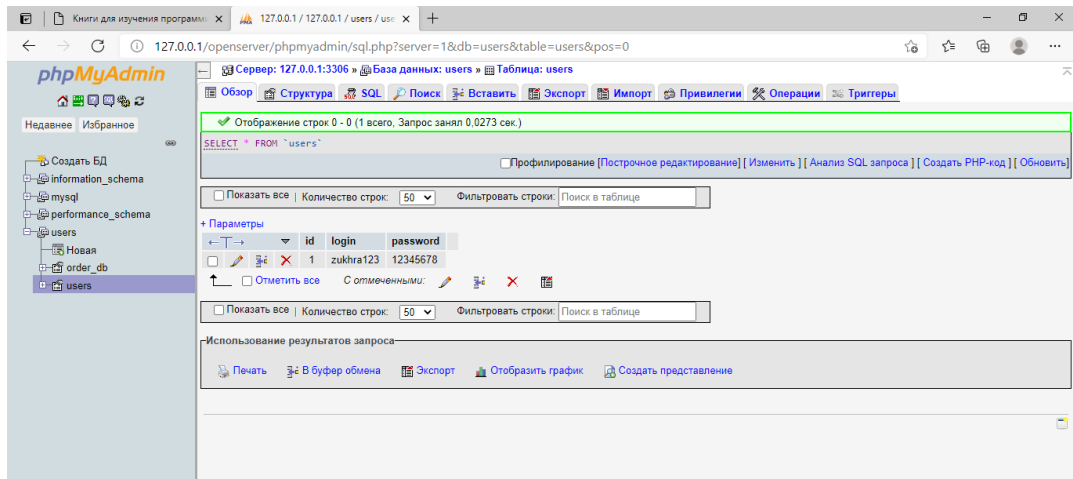 Книги для изучения программ
127.0.0.1 / 127.0.0.1 / users / use
127.0.0.1/openserver/phpmyadmin/sql.php?server=1&db=users&table=users&pos=0
phpMyAdmin
Недавнее Избранное
Создать БД
information_schema
mysql
performance_schema
users
Новая
order_db
users
Сервер: 127.0.0.1:3306 » База данных: users » Таблица: users
Обзор Структура SQL Поиск Вставить Экспорт Импорт Привилегии Операции Триггеры
Отображение строк 0 - 0 (1 всего, Запрос занял 0,0273 сек.)
SELECT * FROM `users`
Профилирование [Построчное редактирование] [ Изменить ] [ Анализ SQL запроса ] [ Создать PHP-код ] [ Обновить]
Показать все | Количество строк: 50 Фильтровать строки: Поиск в таблице
+ Параметры
←T→ id login password
1 zukhra123 12345678
Отметить все С отмеченными:
Показать все | Количество строк: 50 Фильтровать строки: Поиск в таблице
Использование результатов запроса
Печать В буфер обмена Экспорт Отобразить график Создать представление